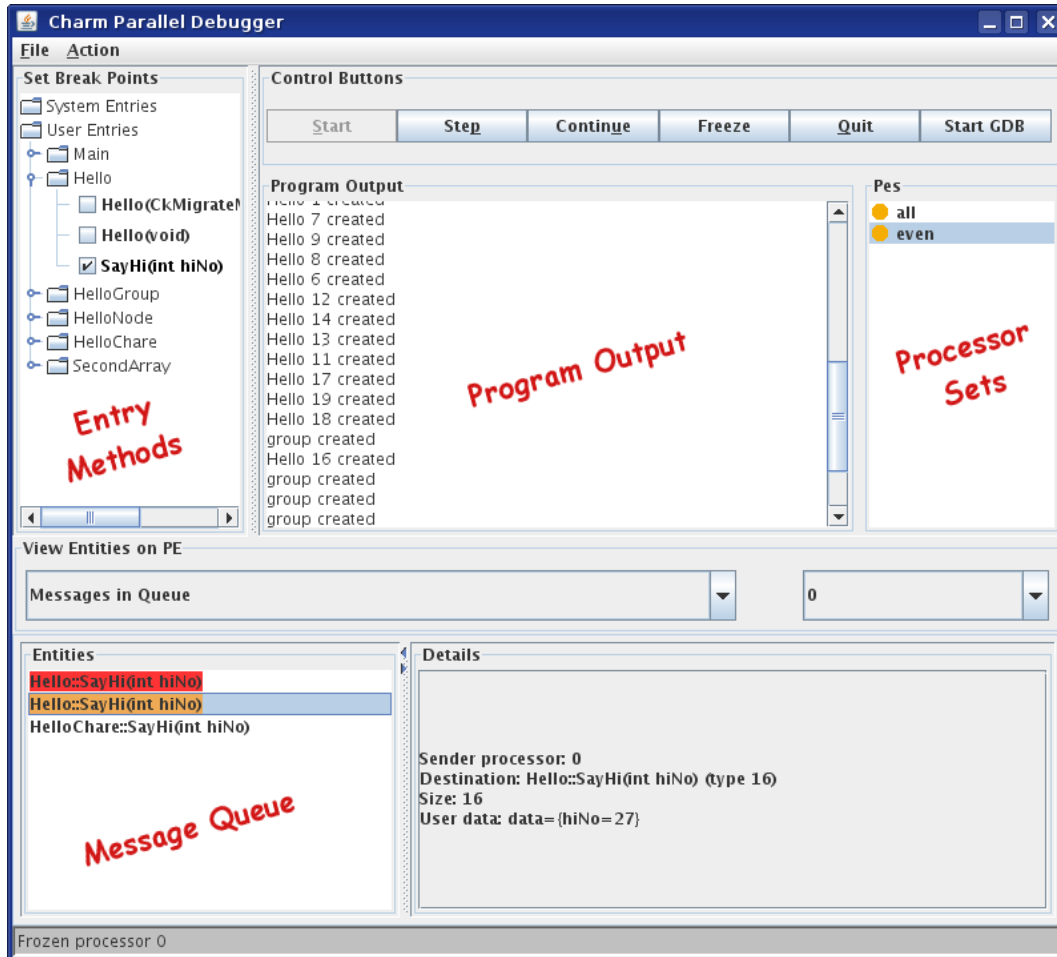 Charm Parallel Debugger
File Action
Set Break Points
System Entries
User Entries
Main
Hello
Hello(CkMigrateM
Hello(void)
SayHi(int hiNo)
HelloGroup
HelloNode
HelloChare
SecondArray
Entry
Methods
Control Buttons
Start Step Continue Freeze Quit Start GDB
Program Output
Hello 1 created
Hello 7 created
Hello 9 created
Hello 8 created
Hello 6 created
Hello 12 created
Hello 14 created
Hello 13 created
Hello 11 created
Hello 17 created
Hello 19 created
Hello 18 created
group created
Hello 16 created
group created
group created
group created
Program Output
Pes
all
even
Processor
Sets
View Entities on PE
Messages in Queue
0
Entities
Hello::SayHi(int hiNo)
Hello::SayHi(int hiNo)
HelloChare::SayHi(int hiNo)
Message Queue
Details
Sender processor: 0
Destination: Hello::SayHi(int hiNo) (type 16)
Size: 16
User data: data={hiNo=27}
Frozen processor 0